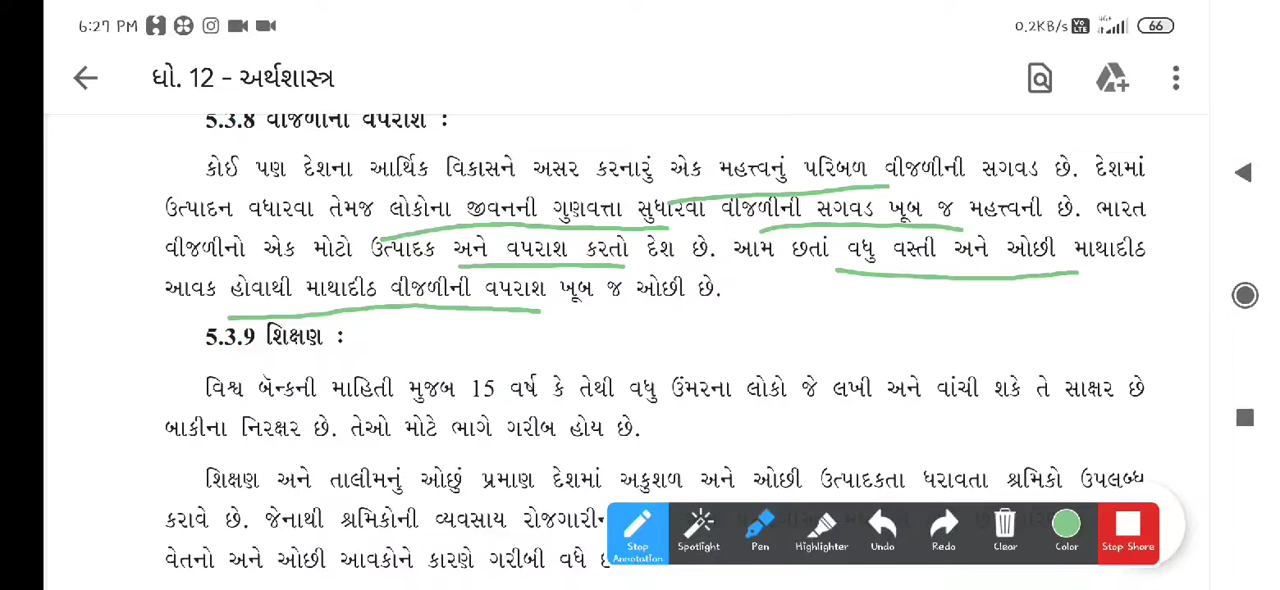 6:27 PM
0.2KB/s
66
ધો. 12 - અર્થશાસ્ત્ર
5.3.8 વીજળીનો વપરાશ :
કોઈ પણ દેશના આર્થિક વિકાસને અસર કરનારું એક મહત્ત્વનું પરિબળ વીજળીની સગવડ છે. દેશમાં
ઉત્પાદન વધારવા તેમજ લોકોના જીવનની ગુણવત્તા સુધારવા વીજળીની સગવડ ખૂબ જ મહત્ત્વની છે. ભારત
વીજળીનો એક મોટો ઉત્પાદક અને વપરાશ કરતો દેશ છે. આમ છતાં વધુ વસ્તી અને ઓછી માથાદીઠ
આવક હોવાથી માથાદીઠ વીજળીની વપરાશ ખૂબ જ ઓછી છે.
5.3.9 શિક્ષણ :
વિશ્વ બૅન્કની માહિતી મુજબ 15 વર્ષ કે તેથી વધુ ઉંમરના લોકો જે લખી અને વાંચી શકે તે સાક્ષર છે
બાકીના નિરક્ષર છે. તેઓ મોટે ભાગે ગરીબ હોય છે.
શિક્ષણ અને તાલીમનું ઓછું પ્રમાણ દેશમાં અકુશળ અને ઓછી ઉત્પાદકતા ધરાવતા શ્રમિકો ઉપલબ્ધ
કરાવે છે. જેનાથી શ્રમિકોની વ્યવસાય
વેતનો અને ઓછી આવકોને કારણે ગરીબી વધે
Stop Annotation
Spotlight
Pen
Highlighter
Undo
Redo
Clear
Color
Stop Share